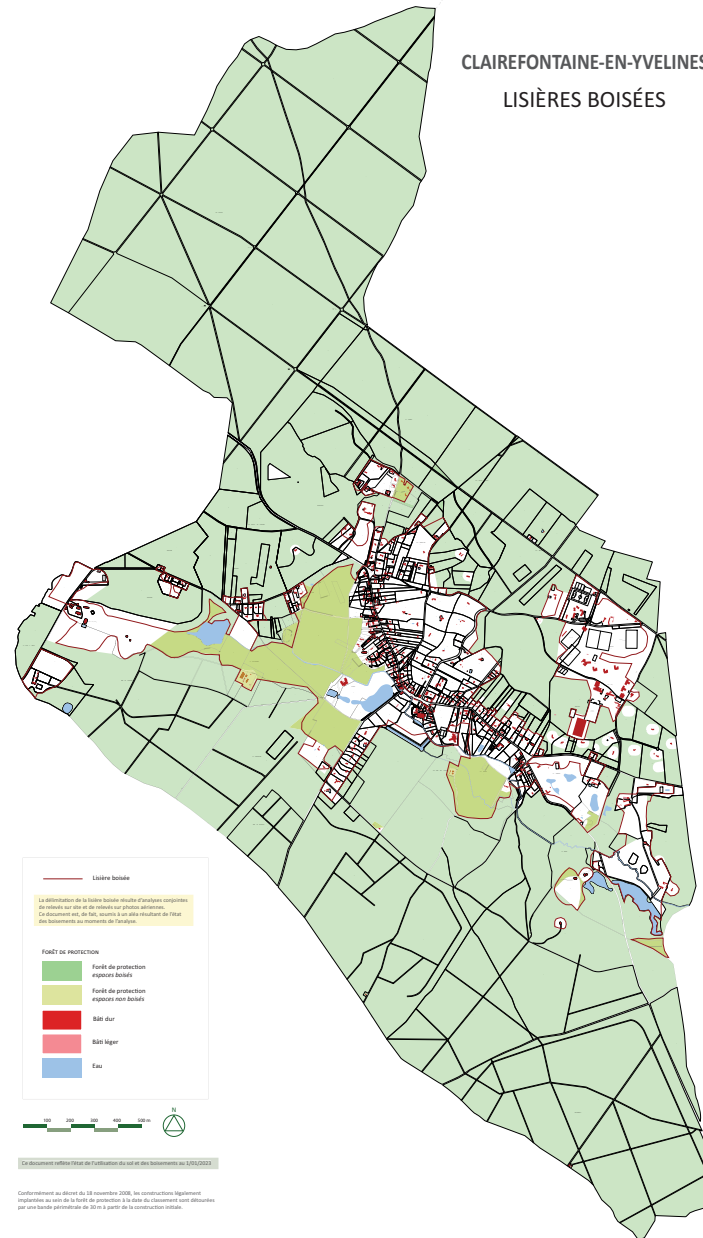 CLAIREFONTAINE-EN-YVELINES
LISIÈRES BOISÉES
Lisière boisée
La délimitation de la lisière boisée résulte d'analyses conjointes
de relevés sur site et de relevés sur photos aériennes.
Ce document est, de fait, soumis à un aléa résultant de l'état
des boisements au moments de l'analyse.
FORÊT DE PROTECTION
Forêt de protection
espaces boisés
Forêt de protection
espaces non boisés
Bâti dur
Bâti léger
Eau
100 200 300 400 500 m
N
Ce document reflète l'état de l'utilisation du sol et des boisements au 1/01/2023
Conformément au décret du 18 novembre 2008, les constructions légalement
implantées au sein de la forêt de protection à la date du classement sont détourées
par une bande périmétrale de 30 m à partir de la construction initiale.